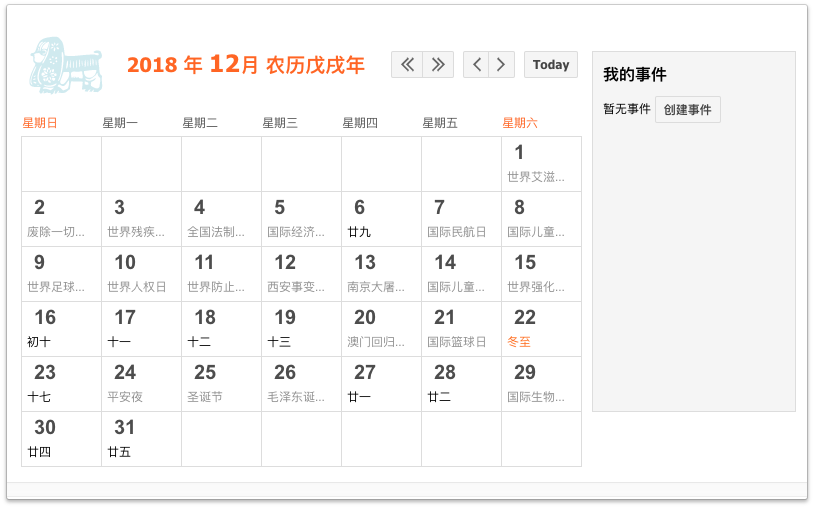 2018 年 12月 农历戊戌年
Today
星期日 星期一 星期二 星期三 星期四 星期五 星期六
1
世界艾滋...
2 3 4 5 6 7 8
废除一切... 世界残疾... 全国法制... 国际经济... 廿九 国际民航日 国际儿童...
9 10 11 12 13 14 15
世界足球... 世界人权日 世界防止... 西安事变... 南京大屠... 国际儿童... 世界强化...
16 17 18 19 20 21 22
初十 十一 十二 十三 澳门回归... 国际篮球日 冬至
23 24 25 26 27 28 29
十七 平安夜 圣诞节 毛泽东诞... 廿一 廿二 国际生物...
30 31
廿四 廿五
我的事件
暂无事件 创建事件